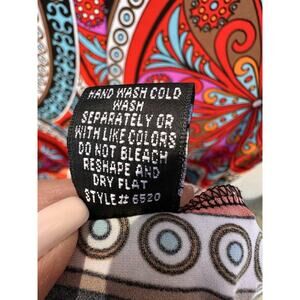 HAND WASH COLD
WASH
SEPARATELY OR
WITH LIKE COLORS
DO NOT BLEACH
RESHAPE AND
DRY FLAT
STYLE# 6520